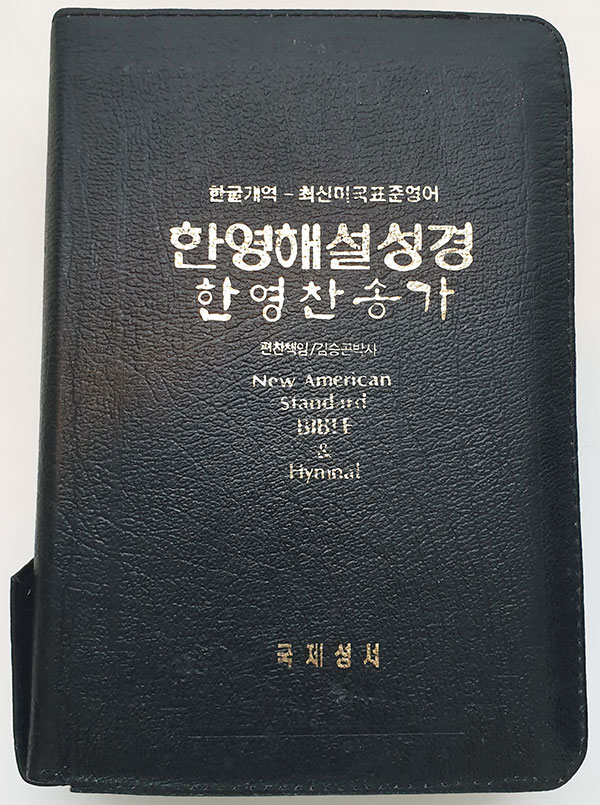 한글개역 - 최신미국표준영어
한영해설성경
한영찬송가
편찬책임/김승곤박사
New American
Standard
BIBLE
&
Hymnal
국제성서